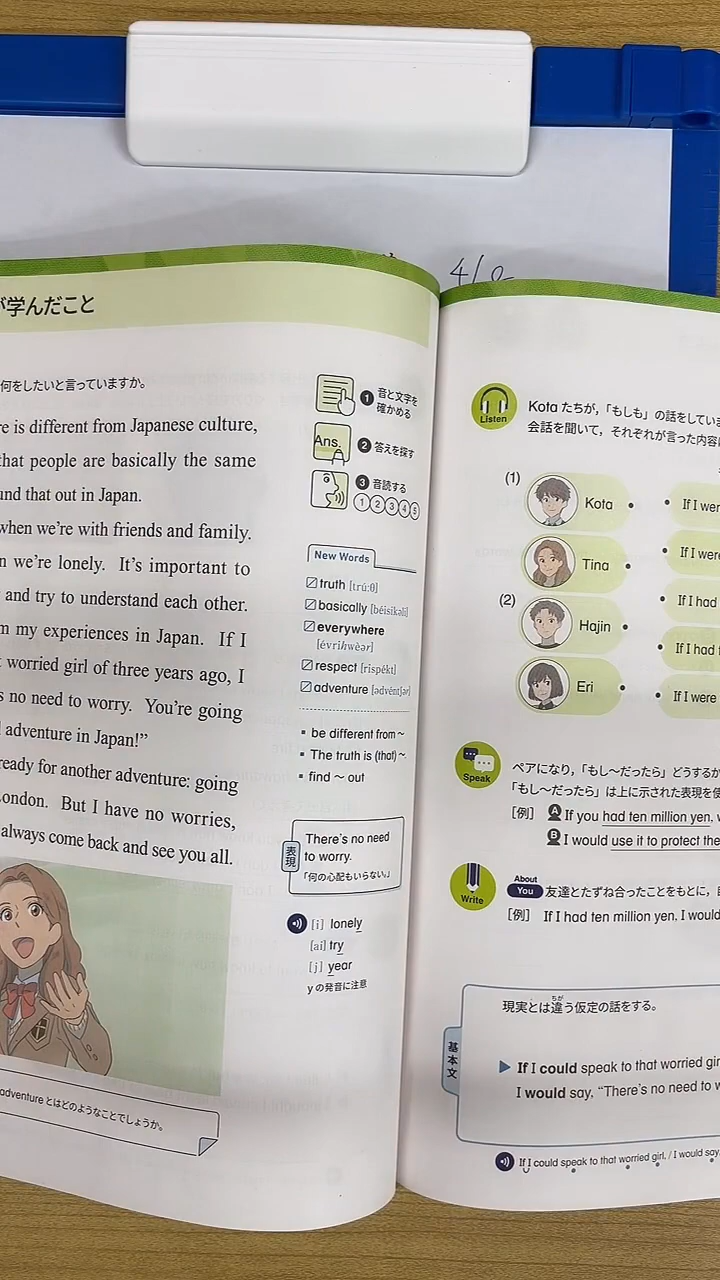 4/
が学んだこと
何をしたいと言っていますか。
re is different from Japanese culture,
that people are basically the same
und that out in Japan.
when we're with friends and family.
n we're lonely. It's important to
and try to understand each other.
m my experiences in Japan. If I
worried girl of three years ago, I
s no need to worry. You're going
adventure in Japan!"
ready for another adventure: going
London. But I have no worries,
always come back and see you all.
adventure とはどのようなことでしょうか。
1 音と文字を
確かめる
Ans.
2 答えを探す
3 音読する
1 2 3 4 5
New Words
truth [trúːθ]
basically [béisikəli]
everywhere
[évrihwèər]
respect [rispékt]
adventure [ədvéntʃər]
be different from ~
The truth is (that) ~.
find ~ out
表現
There's no need
to worry.
「何の心配もいらない。」
[i] lonely
[ai] try
[j] year
y の発音に注意
Listen
Kota たちが，「もしも」の話をしていま
会話を聞いて，それぞれが言った内容に
(1)
Kota
If I wer
Tina
If I were
(2)
If I had
Hajin
If I had
Eri
If I were
Speak
ペアになり，「もし～だったら」どうするか
「もし～だったら」は上に示された表現を使
[例] A If you had ten million yen, w
B I would use it to protect the
Write
About
You
友達とたずね合ったことをもとに，
[例] If I had ten million yen, I would
基本文
現実とは違う仮定の話をする。
ちが
If I could speak to that worried gir
I would say, "There's no need to w
If I could speak to that worried girl, / I would say,